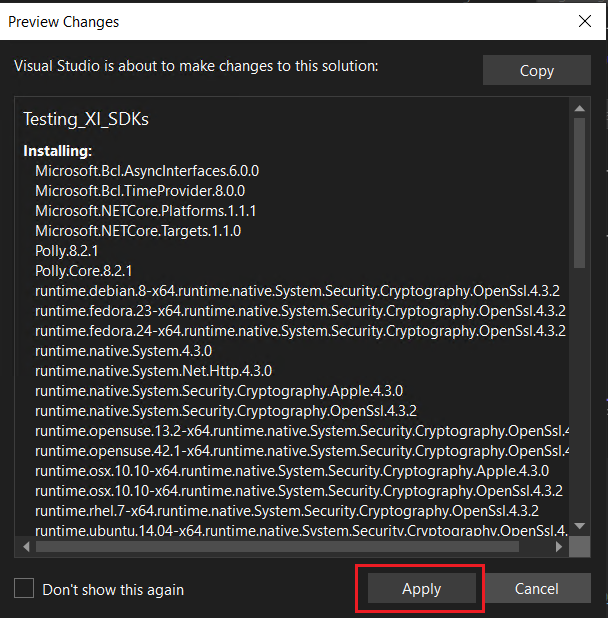 Preview Changes
Visual Studio is about to make changes to this solution:
Copy
Testing_XI_SDKs
Installing:
Microsoft.Bcl.AsyncInterfaces.6.0.0
Microsoft.Bcl.TimeProvider.8.0.0
Microsoft.NETCore.Platforms.1.1.1
Microsoft.NETCore.Targets.1.1.0
Polly.8.2.1
Polly.Core.8.2.1
runtime.debian.8-x64.runtime.native.System.Security.Cryptography.OpenSsl.4.3.2
runtime.fedora.23-x64.runtime.native.System.Security.Cryptography.OpenSsl.4.3.2
runtime.fedora.24-x64.runtime.native.System.Security.Cryptography.OpenSsl.4.3.2
runtime.native.System.4.3.0
runtime.native.System.Net.Http.4.3.0
runtime.native.System.Security.Cryptography.Apple.4.3.0
runtime.native.System.Security.Cryptography.OpenSsl.4.3.2
runtime.opensuse.13.2-x64.runtime.native.System.Security.Cryptography.OpenSsl.4
runtime.opensuse.42.1-x64.runtime.native.System.Security.Cryptography.OpenSsl.4
runtime.osx.10.10-x64.runtime.native.System.Security.Cryptography.Apple.4.3.0
runtime.osx.10.10-x64.runtime.native.System.Security.Cryptography.OpenSsl.4.3.2
runtime.rhel.7-x64.runtime.native.System.Security.Cryptography.OpenSsl.4.3.2
runtime.ubuntu.14.04-x64.runtime.native.System.Security.Cryptography.OpenSsl.4.
Don't show this again
Apply
Cancel